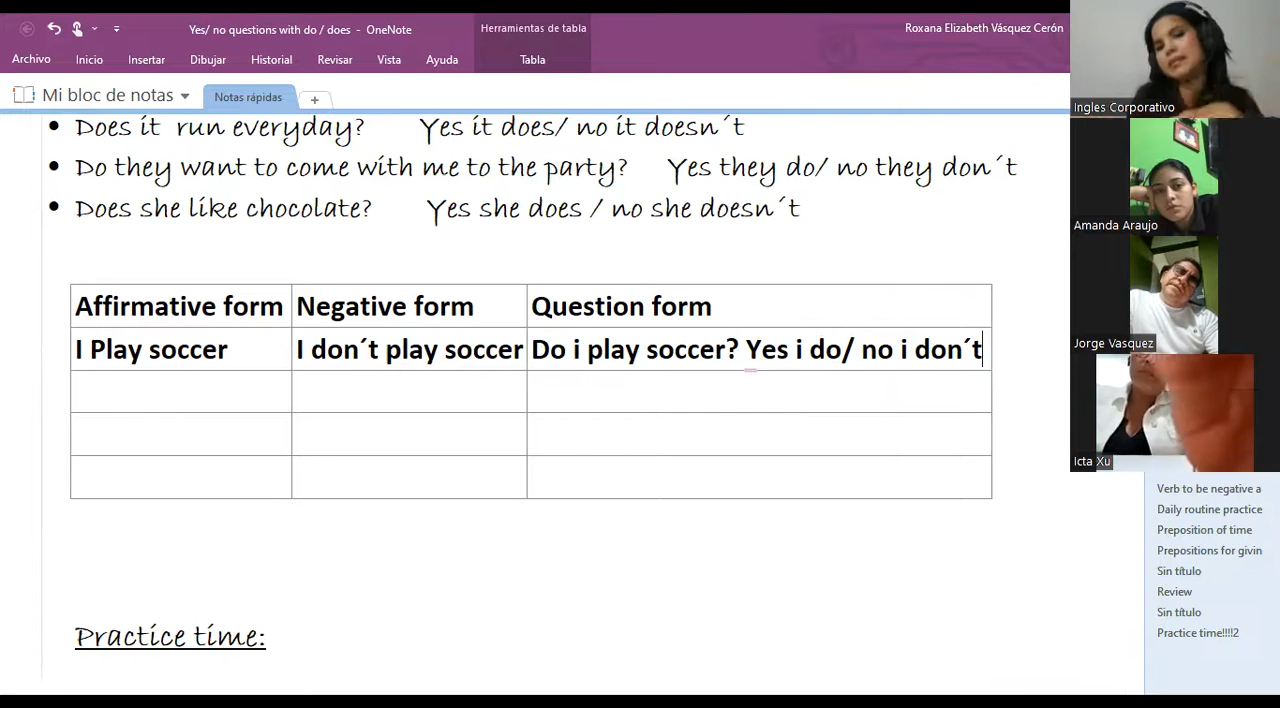 Yes/ no questions with do / does - OneNote
Herramientas de tabla
Roxana Elizabeth Vásquez Cerón
Archivo Inicio Insertar Dibujar Historial Revisar Vista Ayuda Tabla
Mi bloc de notas Notas rápidas
Does it run everyday? Yes it does/ no it doesn´t
Do they want to come with me to the party? Yes they do/ no they don´t
Does she like chocolate? Yes she does / no she doesn´t
Affirmative form Negative form Question form
I Play soccer I don´t play soccer Do i play soccer? Yes i do/ no i don´t
Practice time:
Ingles Corporativo
Amanda Araujo
Jorge Vasquez
Icta Xu
Verb to be negative a
Daily routine practice
Preposition of time
Prepositions for givin
Sin título
Review
Sin título
Practice time!!!!2